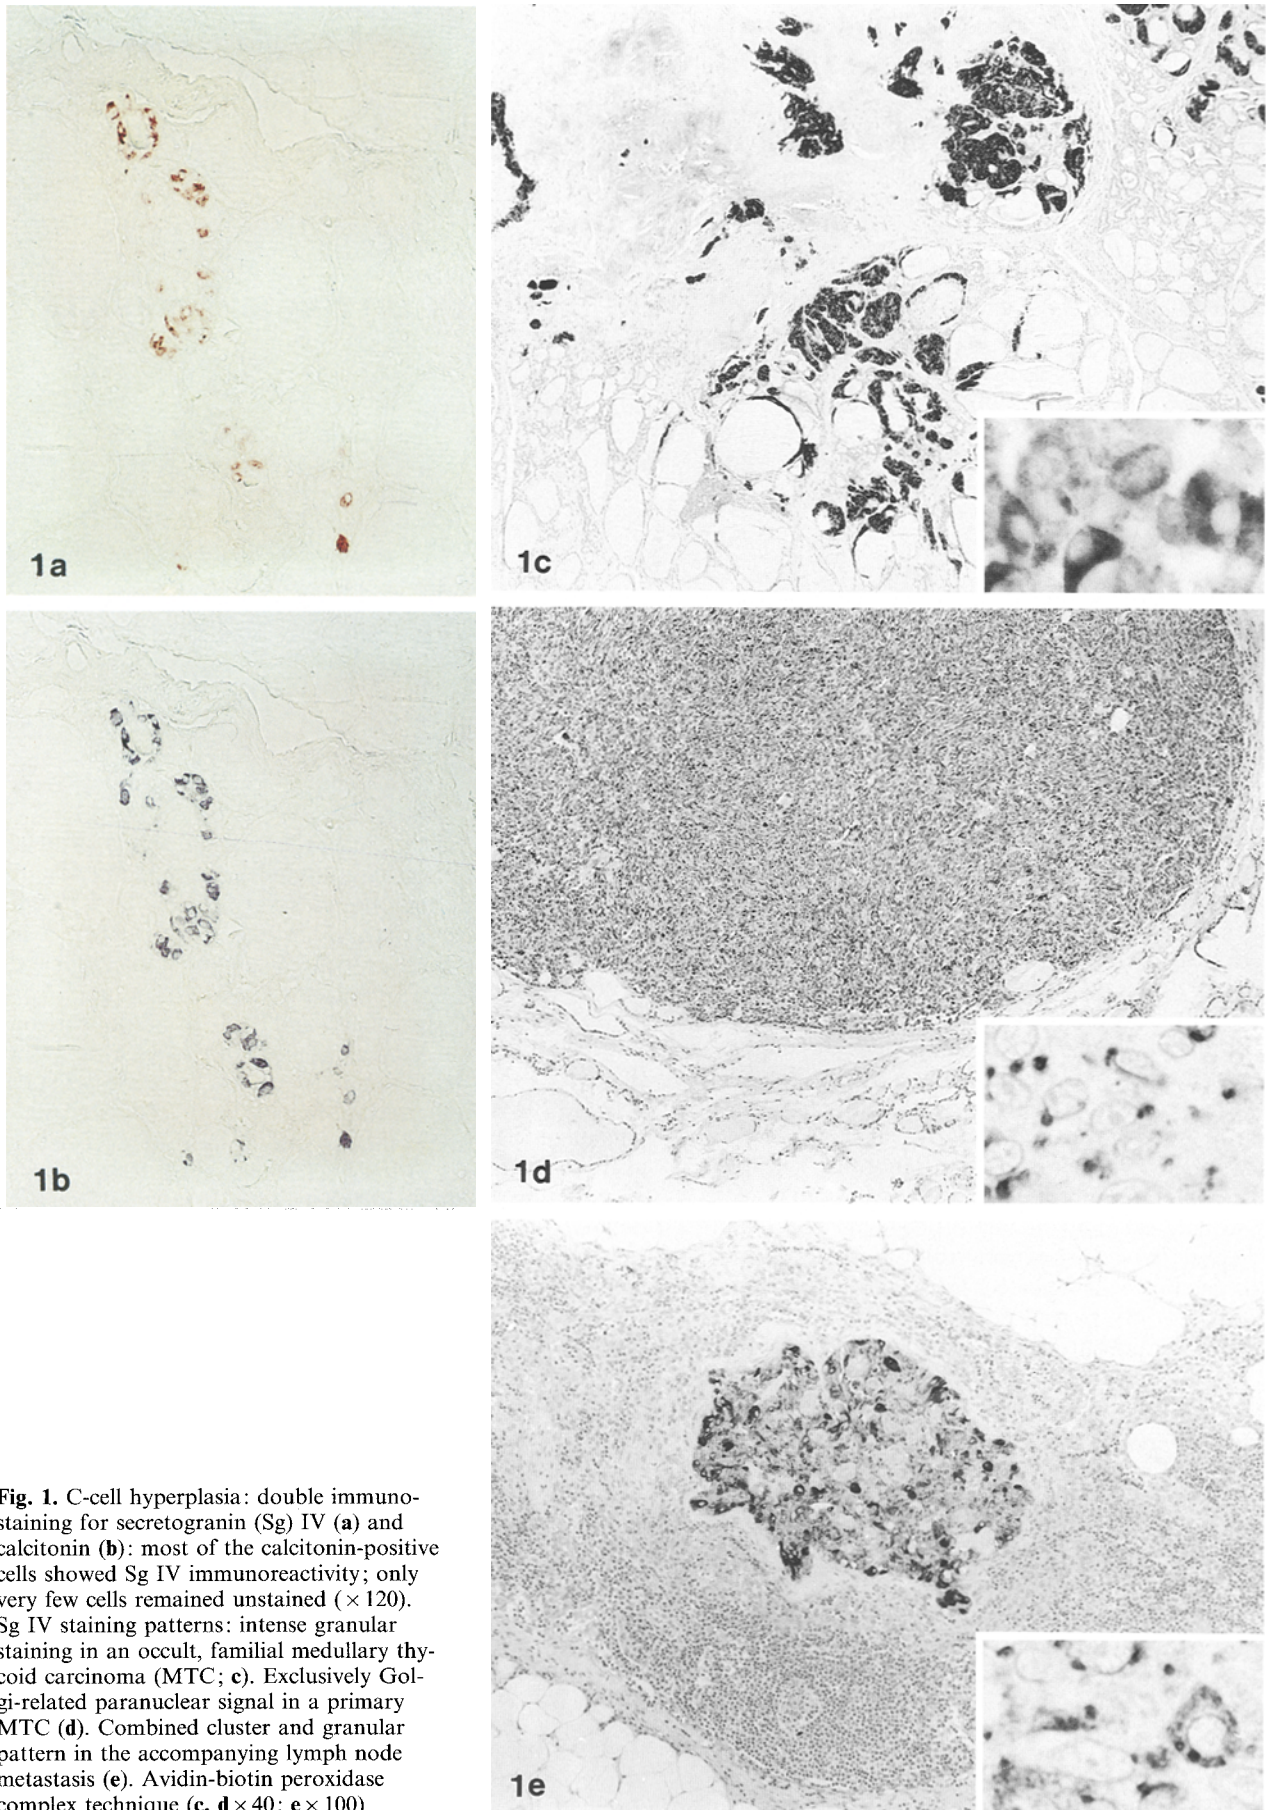 1a
1c
1b
1d
1e
Fig. 1. C-cell hyperplasia: double immuno-
staining for secretogranin (Sg) IV (a) and
calcitonin (b): most of the calcitonin-positive
cells showed Sg IV immunoreactivity; only
very few cells remained unstained (× 120).
Sg IV staining patterns: intense granular
staining in an occult, familial medullary thy-
roid carcinoma (MTC; c). Exclusively Gol-
gi-related paranuclear signal in a primary
MTC (d). Combined cluster and granular
pattern in the accompanying lymph node
metastasis (e). Avidin-biotin peroxidase
complex technique (c, d × 40; e × 100)